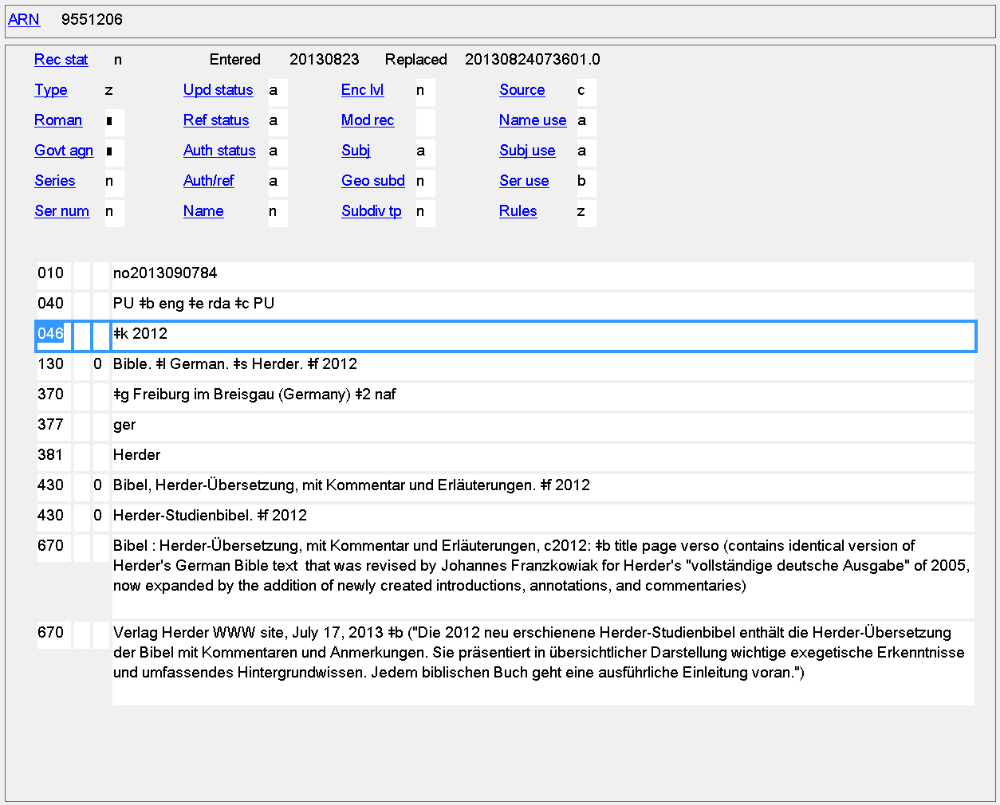 ARN 9551206
Rec stat n Entered 20130823 Replaced 20130824073601.0
Type z Upd status a Enc lvl n Source c
Roman ▮ Ref status a Mod rec Name use a
Govt agn ▮ Auth status a Subj a Subj use a
Series n Auth/ref a Geo subd n Ser use b
Ser num n Name n Subdiv tp n Rules z
010 no2013090784
040 PU ǂb eng ǂe rda ǂc PU
046 ǂk 2012
130 0 Bible. ǂl German. ǂs Herder. ǂf 2012
370 ǂg Freiburg im Breisgau (Germany) ǂ2 naf
377 ger
381 Herder
430 0 Bibel, Herder-Übersetzung, mit Kommentar und Erläuterungen. ǂf 2012
430 0 Herder-Studienbibel. ǂf 2012
670 Bibel : Herder-Übersetzung, mit Kommentar und Erläuterungen, c2012: ǂb title page verso (contains identical version of
Herder's German Bible text  that was revised by Johannes Franzkowiak for Herder's "vollständige deutsche Ausgabe" of 2005,
now expanded by the addition of newly created introductions, annotations, and commentaries)
670 Verlag Herder WWW site, July 17, 2013 ǂb ("Die 2012 neu erschienene Herder-Studienbibel enthält die Herder-Übersetzung
der Bibel mit Kommentaren und Anmerkungen. Sie präsentiert in übersichtlicher Darstellung wichtige exegetische Erkenntnisse
und umfassendes Hintergrundwissen. Jedem biblischen Buch geht eine ausführliche Einleitung voran.")